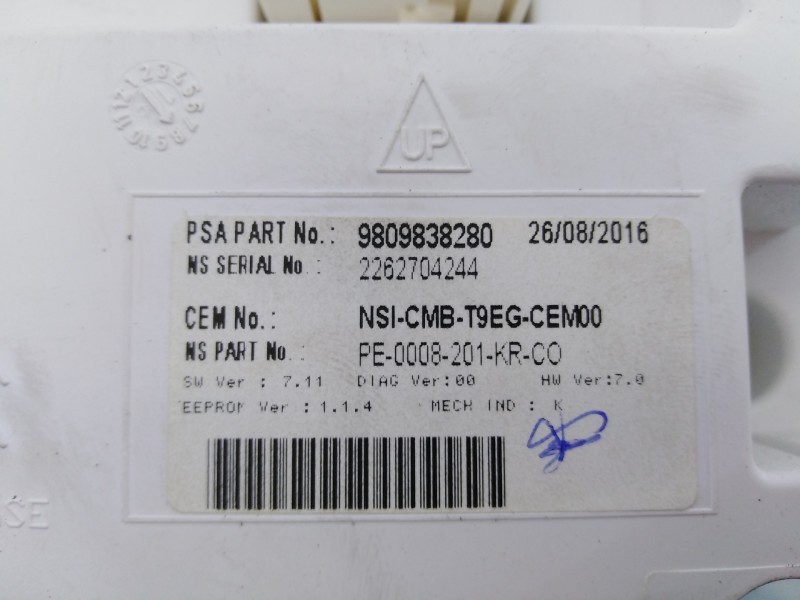 UP
PSA PART No.: 9809838280 26/08/2016
NS SERIAL No. : 2262704244
CEM No.: NSI-CMB-T9EG-CEM00
NS PART No. : PE-0008-201-KR-CO
SW Ver : 7.11 DIAG Ver:00 HW Ver:7.0
EEPROM Ver : 1.1.4 MECH IND : K